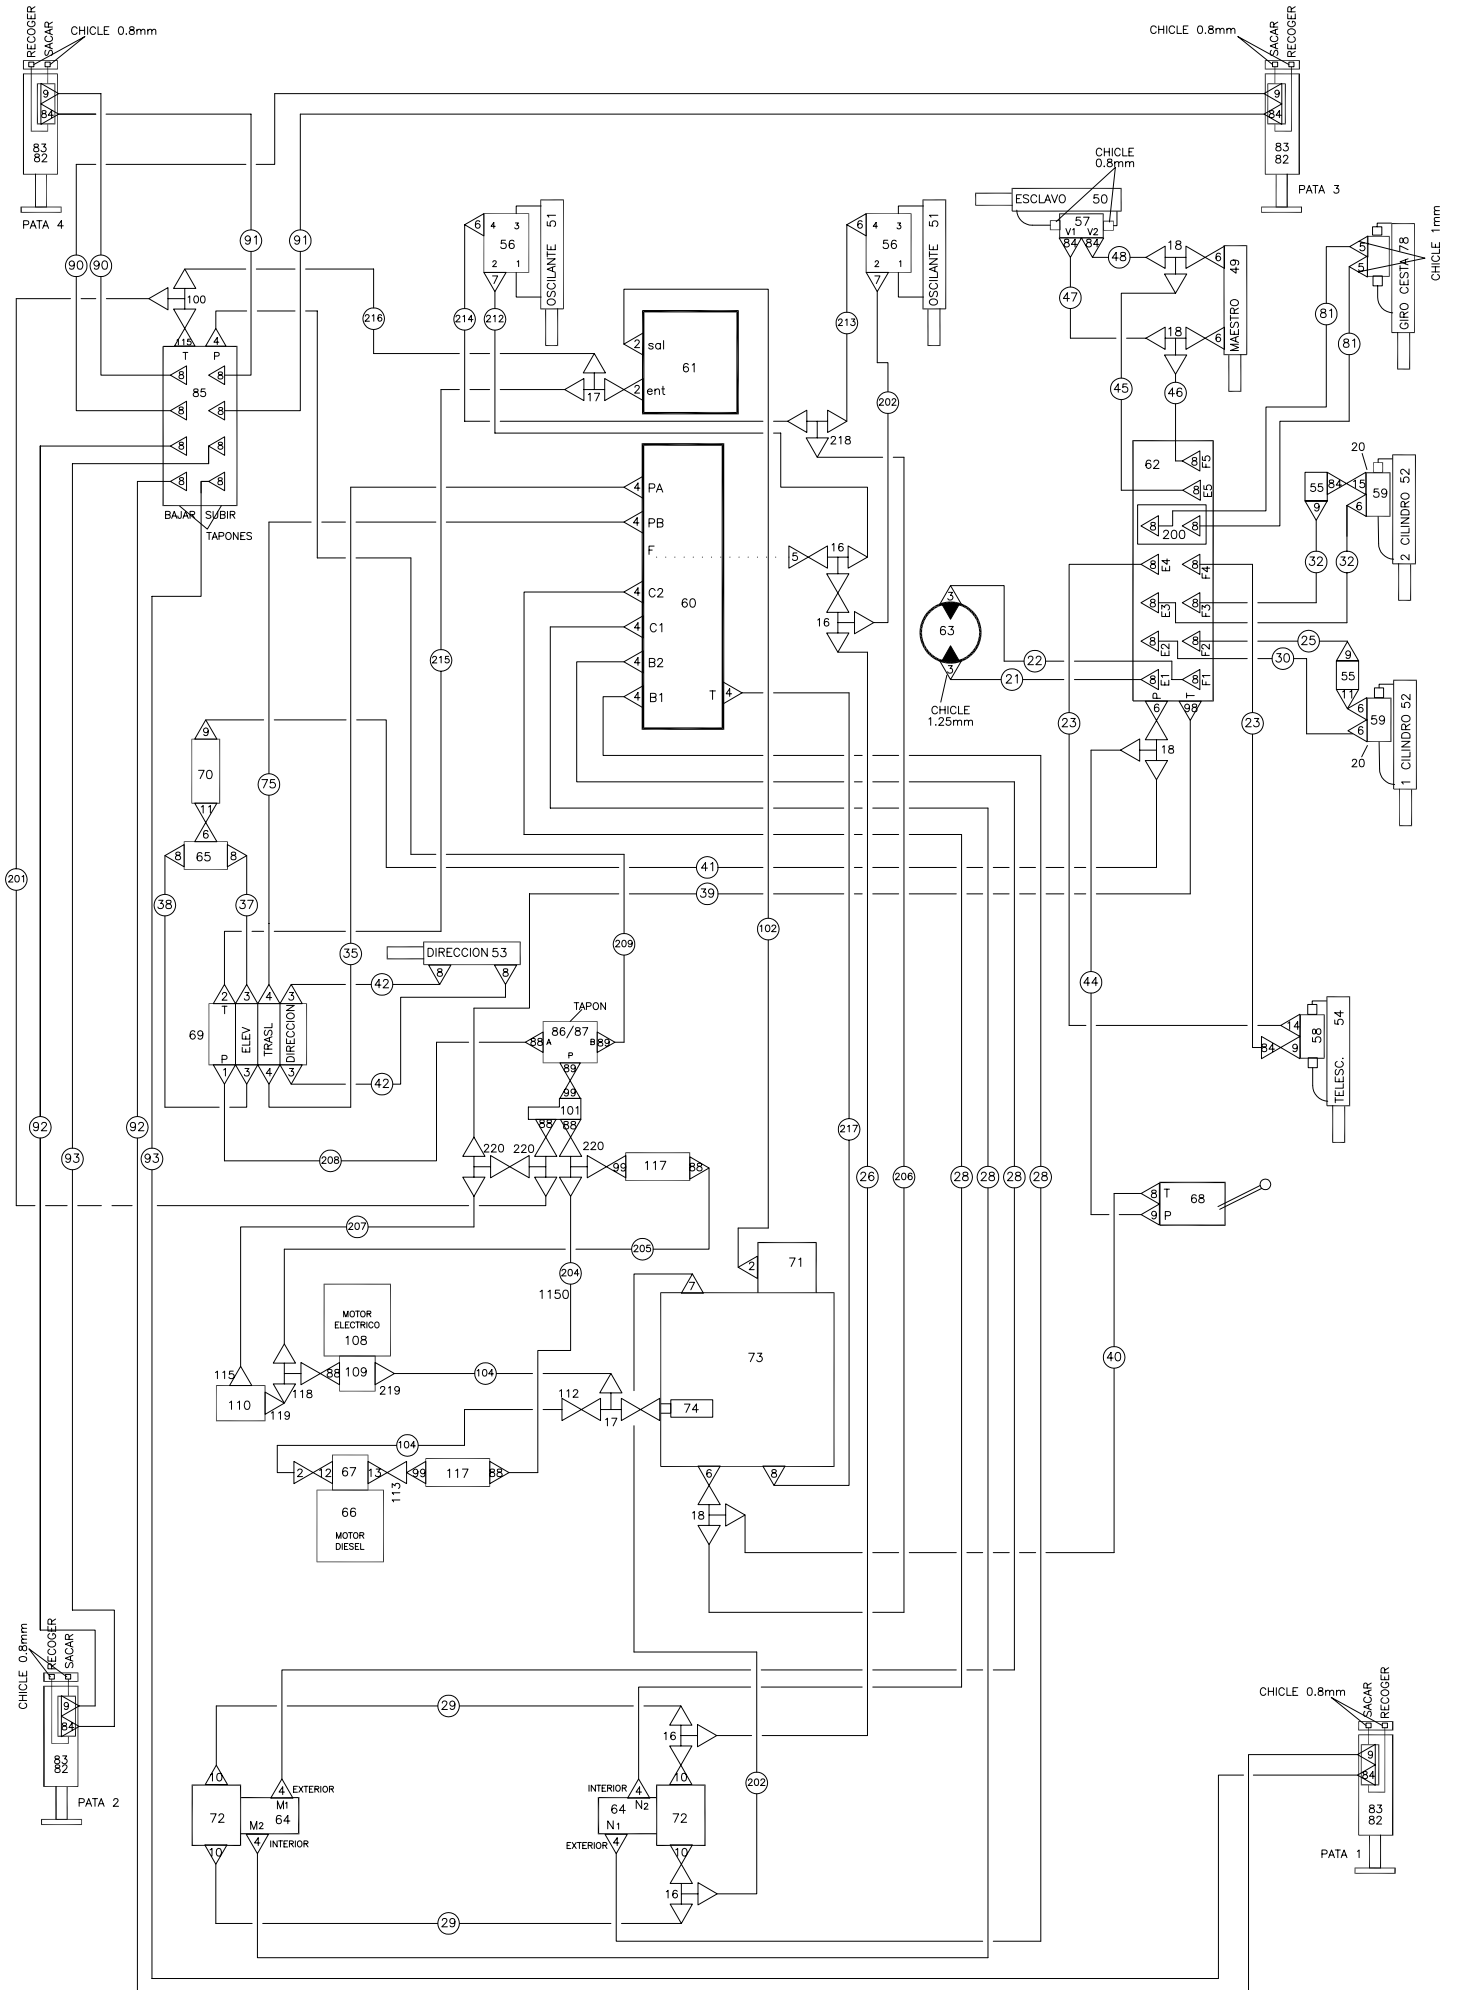 RECOGER
SACAR
CHICLE 0.8mm
9
84
83
82
PATA 4
CHICLE 0.8mm
SACAR
RECOGER
9
84
83
82
PATA 3
91
91
90
90
100
115
4
T
P
8
8
85
8
8
8
8
8
8
BAJAR
SUBIR
TAPONES
216
214
212
6
4
3
56
2
1
7
OSCILANTE 51
213
6
4
3
56
2
1
7
OSCILANTE 51
202
218
2
sal
61
2
ent
17
CHICLE
0.8mm
ESCLAVO 50
57
V1
V2
84
84
48
18
6
47
MAESTRO 49
18
6
45
46
5
5
GIRO CESTA 78
CHICLE 1mm
81
81
4
PA
4
PB
F
4
C2
60
4
C1
4
B2
4
B1
T
4
5
16
16
62
8
F5
8
E5
8
8
200
8
E4
8
F4
8
E3
8
F3
8
E2
8
F2
8
E1
8
F1
P
T
6
98
18
20
55
84
15
59
9
6
2 CILINDRO 52
32
32
25
30
9
55
11
6
59
6
20
1 CILINDRO 52
3
63
3
22
21
CHICLE
1.25mm
23
23
215
9
70
11
6
8
65
8
75
201
38
37
41
39
35
102
209
44
DIRECCION 53
8
8
42
2
3
4
3
T
69
ELEV
TRASL
DIRECCION
P
1
3
4
3
42
TAPON
86/87
88
A
B
89
P
89
99
101
88
88
220
220
220
99
117
88
14
58
84
9
TELESC. 54
92
93
92
93
208
217
26
206
28
28
28
28
8
T
68
9
P
207
205
204
1150
2
71
7
73
40
MOTOR
ELECTRICO
108
88
109
219
104
115
110
118
119
112
17
74
104
2
12
67
13
113
99
117
88
66
MOTOR
DIESEL
6
8
18
CHICLE 0.8mm
RECOGER
SACAR
9
84
83
82
PATA 2
29
10
4
EXTERIOR
M1
72
64
M2
4
INTERIOR
10
29
16
10
INTERIOR
4
64
N2
N1
72
EXTERIOR
4
10
16
202
CHICLE 0.8mm
SACAR
RECOGER
9
84
83
82
PATA 1